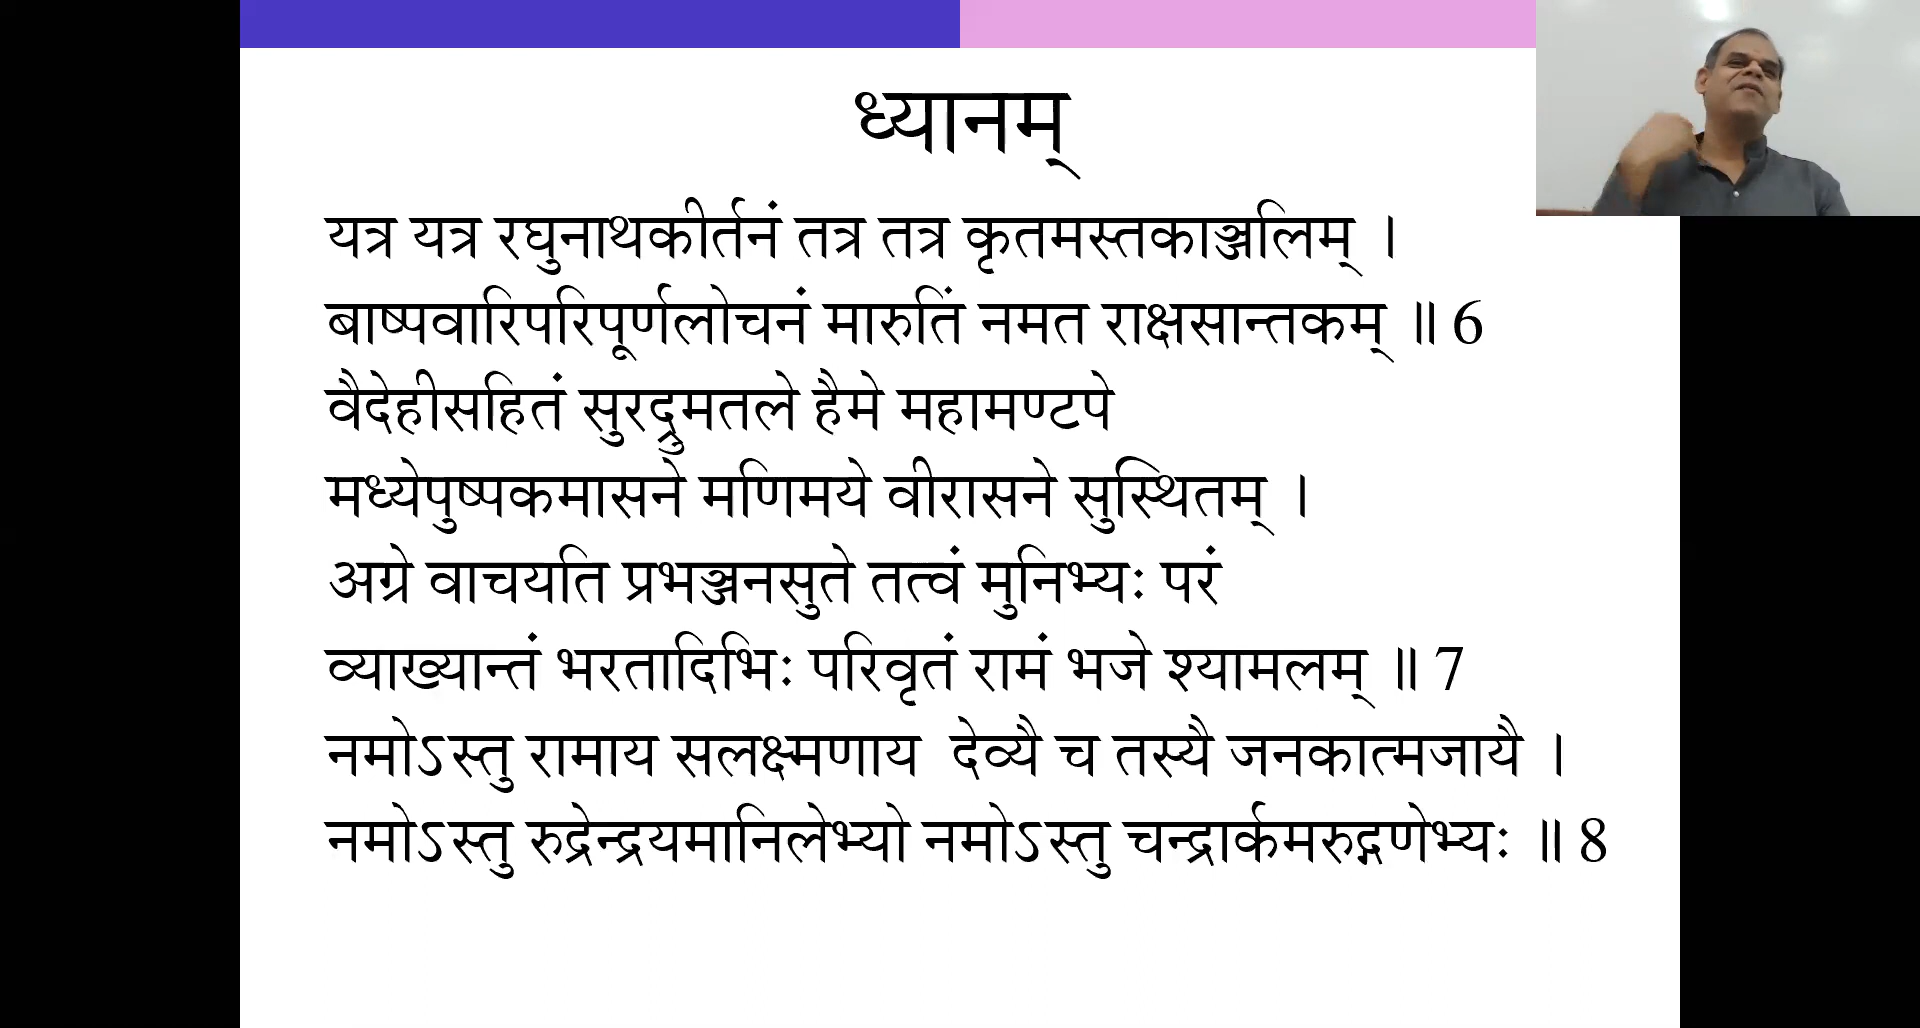 ध्यानम्
यत्र यत्र रघुनाथकीर्तनं तत्र तत्र कृतमस्तकाञ्जलिम् ।
बाष्पवारिपरिपूर्णलोचनं मारुतिं नमत राक्षसान्तकम् ॥ 6
वैदेहीसहितं सुरद्रुमतले हैमे महामण्टपे
मध्येपुष्पकमासने मणिमये वीरासने सुस्थितम् ।
अग्रे वाचयति प्रभञ्जनसुते तत्वं मुनिभ्यः परं
व्याख्यान्तं भरतादिभिः परिवृतं रामं भजे श्यामलम् ॥ 7
नमोऽस्तु रामाय सलक्ष्मणाय देव्यै च तस्यै जनकात्मजायै ।
नमोऽस्तु रुद्रेन्द्रयमानिलेभ्यो नमोऽस्तु चन्द्रार्कमरुद्गणेभ्यः ॥ 8